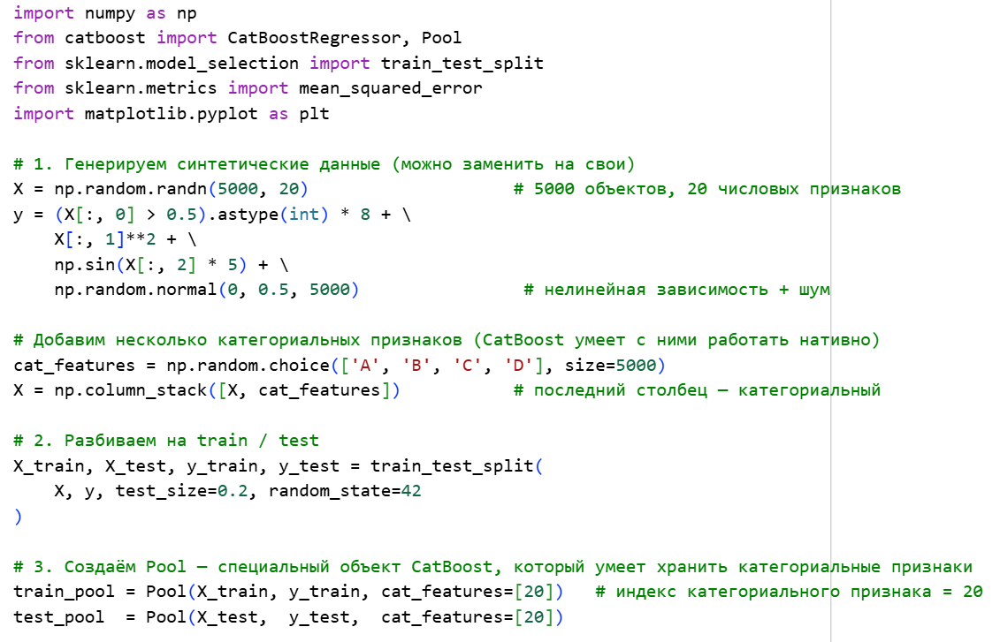 import numpy as np
from catboost import CatBoostRegressor, Pool
from sklearn.model_selection import train_test_split
from sklearn.metrics import mean_squared_error
import matplotlib.pyplot as plt

# 1. Генерируем синтетические данные (можно заменить на свои)
X = np.random.randn(5000, 20)                    # 5000 объектов, 20 числовых признаков
y = (X[:, 0] > 0.5).astype(int) * 8 + \
    X[:, 1]**2 + \
    np.sin(X[:, 2] * 5) + \
    np.random.normal(0, 0.5, 5000)                # нелинейная зависимость + шум

# Добавим несколько категориальных признаков (CatBoost умеет с ними работать нативно)
cat_features = np.random.choice(['A', 'B', 'C', 'D'], size=5000)
X = np.column_stack([X, cat_features])           # последний столбец — категориальный

# 2. Разбиваем на train / test
X_train, X_test, y_train, y_test = train_test_split(
    X, y, test_size=0.2, random_state=42
)

# 3. Создаём Pool — специальный объект CatBoost, который умеет хранить категориальные признаки
train_pool = Pool(X_train, y_train, cat_features=[20])   # индекс категориального признака = 20
test_pool  = Pool(X_test,  y_test,  cat_features=[20])